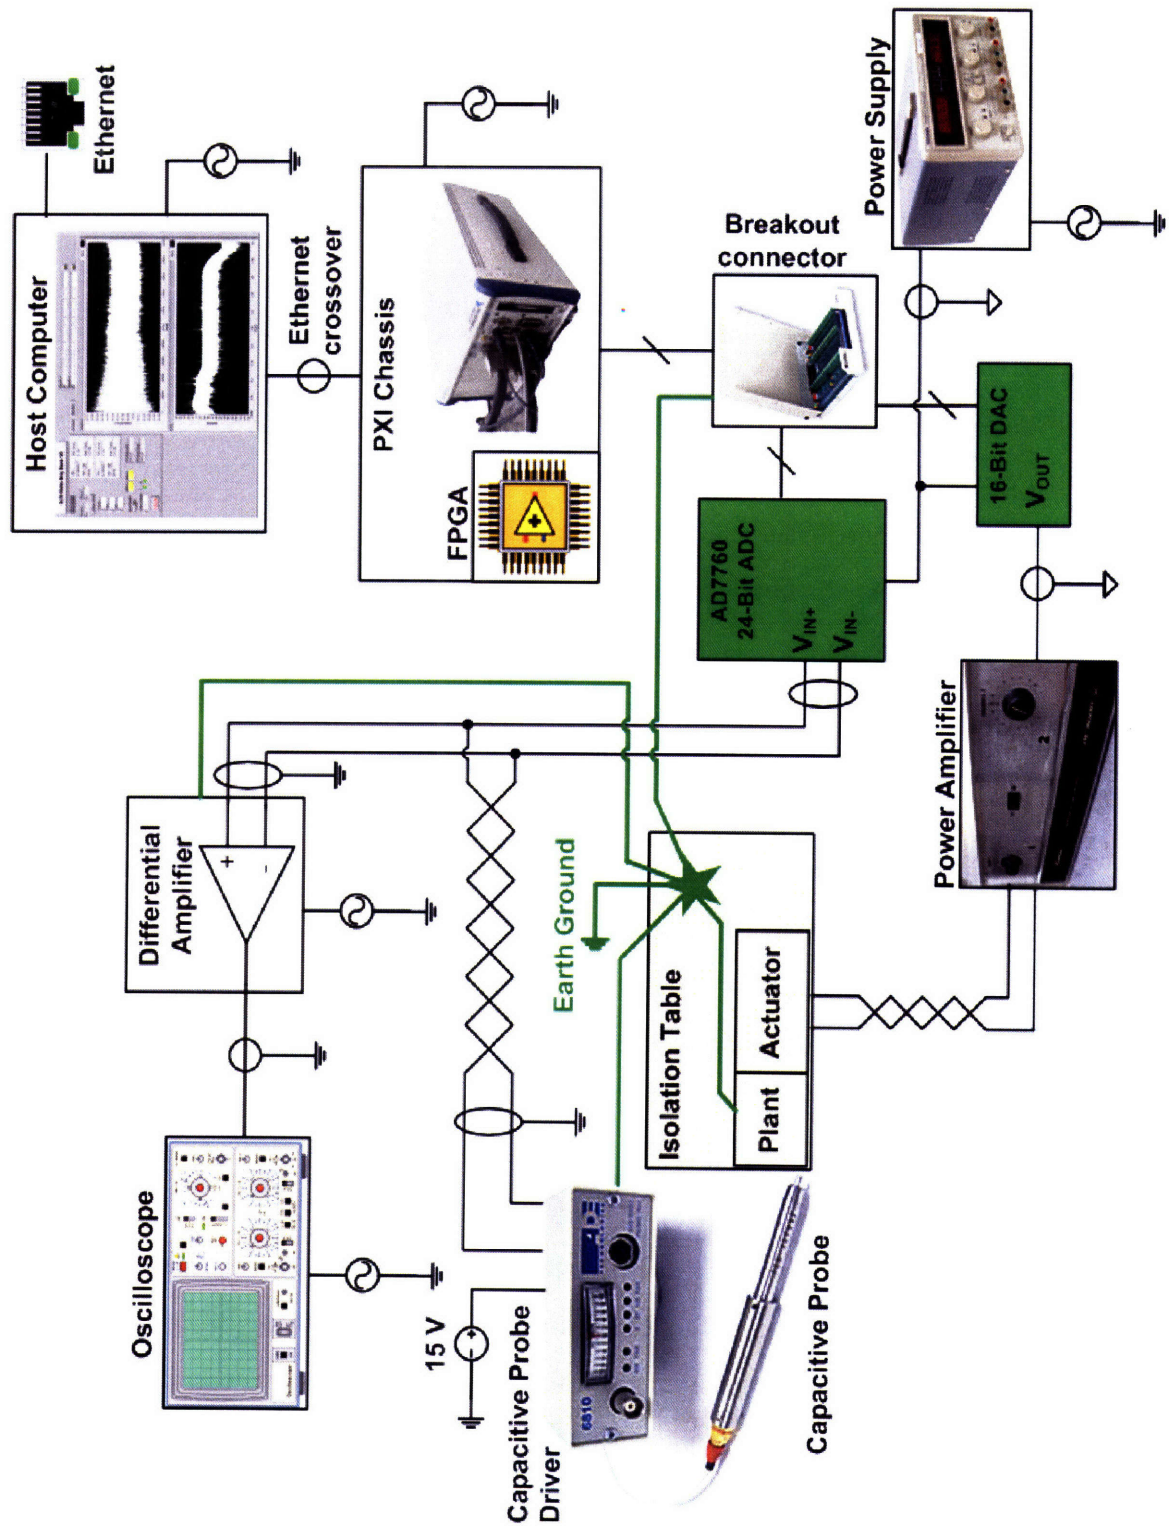 Oscilloscope
15 V
Capacitive Probe
Driver
6810
Capacitive Probe
Differential
Amplifier
+
-
Earth Ground
Isolation Table
Plant
Actuator
Host Computer
Ethernet
Ethernet
crossover
PXI Chassis
FPGA
Breakout
connector
AD7760
24-Bit ADC
VIN+
VIN-
16-Bit DAC
VOUT
Power Supply
Power Amplifier
2